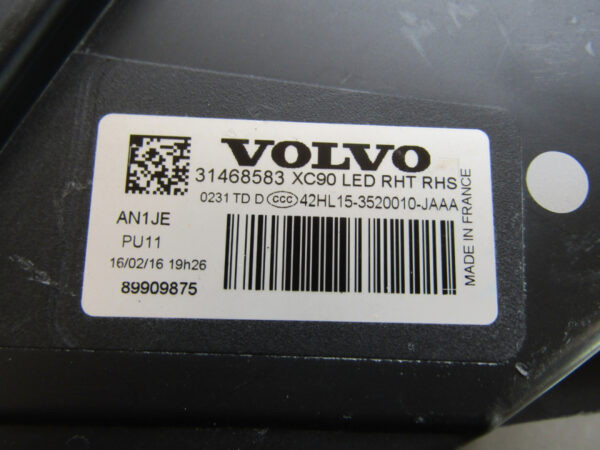 VOLVO
31468583 XC90 LED RHT RHS
0231 TD D CCC 42HL15-3520010-JAAA
AN1JE
PU11
16/02/16 19h26
89909875
MADE IN FRANCE